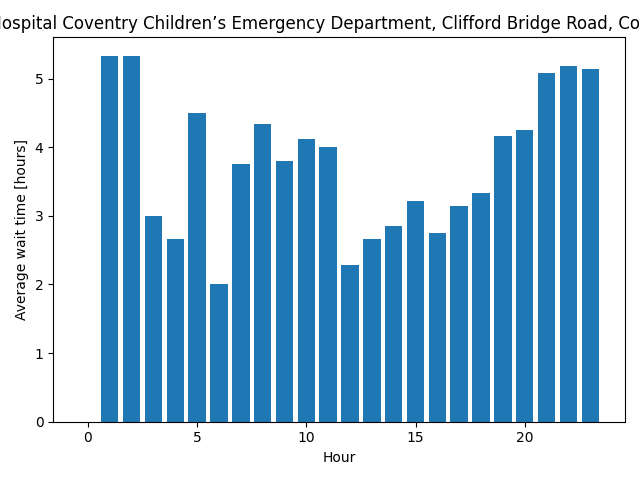 Hospital Coventry Children’s Emergency Department, Clifford Bridge Road, Co
Average wait time [hours]
5
4
3
2
1
0
0 5 10 15 20
Hour